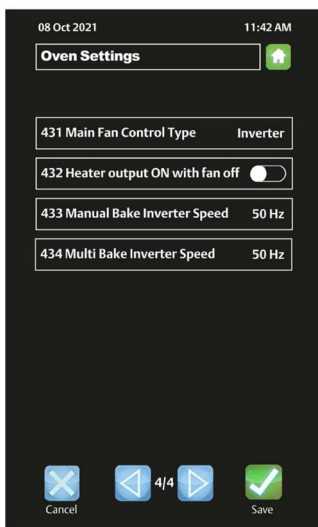 08 Oct 2021 11:42 AM
Oven Settings
431 Main Fan Control Type Inverter
432 Heater output ON with fan off
433 Manual Bake Inverter Speed 50 Hz
434 Multi Bake Inverter Speed 50 Hz
4/4
Cancel Save